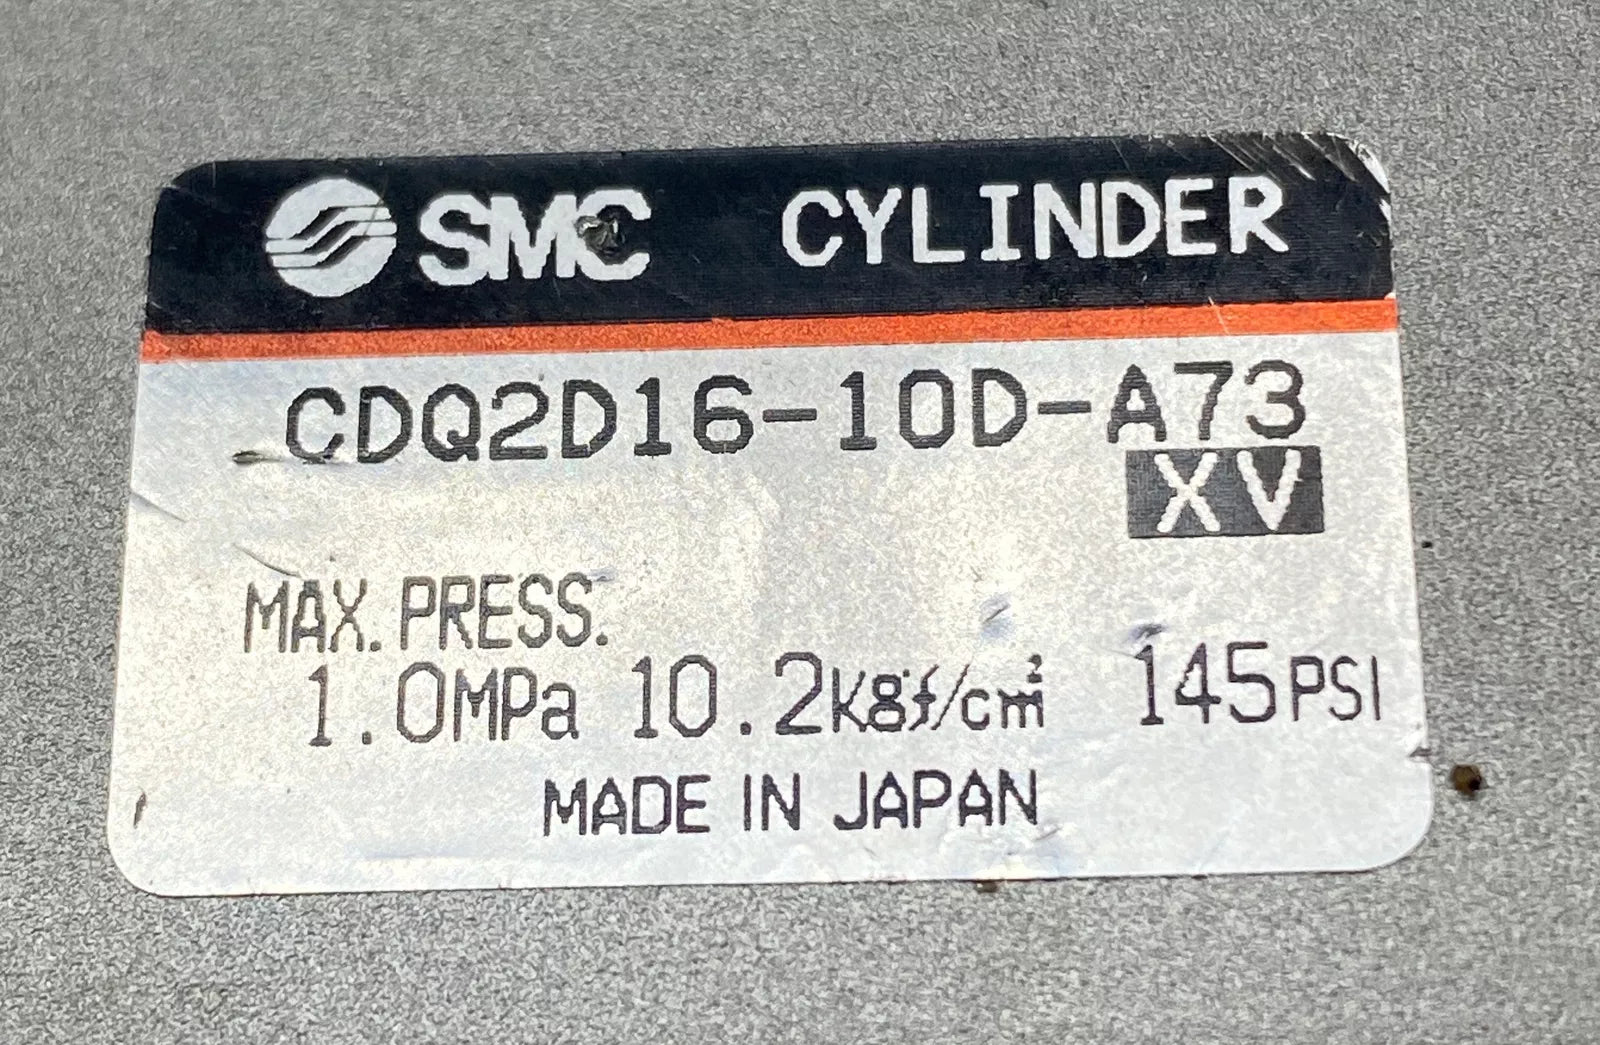 SMC CYLINDER
CDQ2D16-10D-A73
XV
MAX. PRESS.
1.0MPa 10.2kgf/cm² 145PSI
MADE IN JAPAN